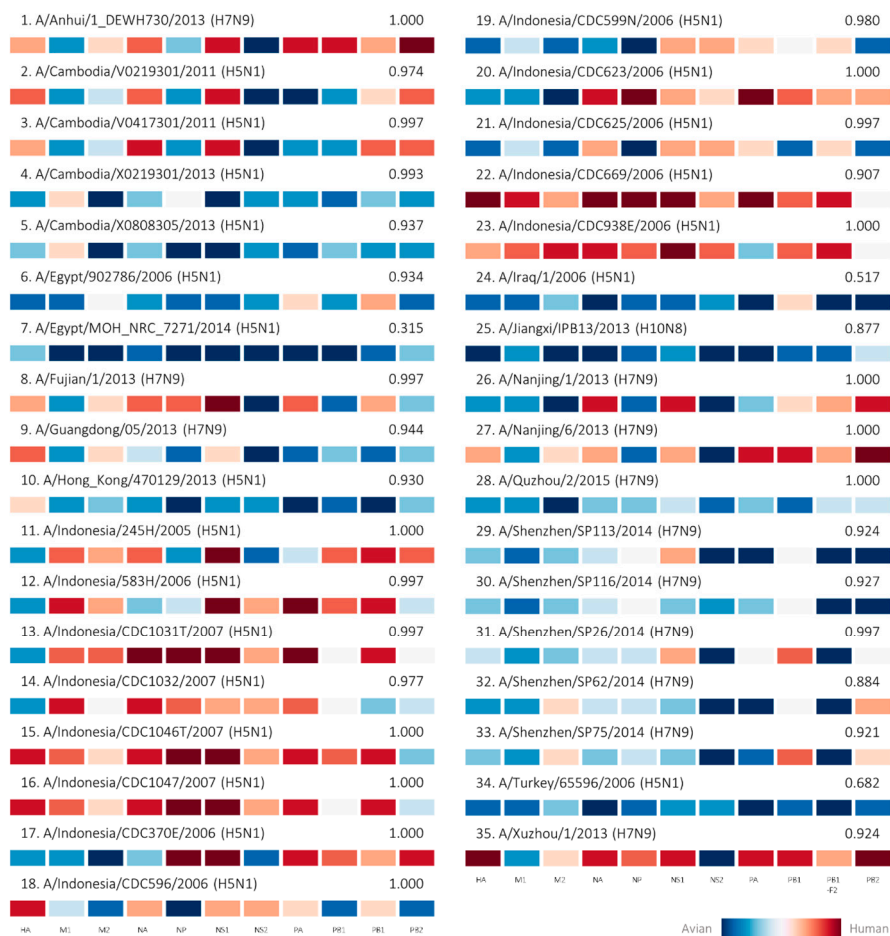 1. A/Anhui/1_DEWH730/2013 (H7N9) 1.000
2. A/Cambodia/V0219301/2011 (H5N1) 0.974
3. A/Cambodia/V0417301/2011 (H5N1) 0.997
4. A/Cambodia/X0219301/2013 (H5N1) 0.993
5. A/Cambodia/X0808305/2013 (H5N1) 0.937
6. A/Egypt/902786/2006 (H5N1) 0.934
7. A/Egypt/MOH_NRC_7271/2014 (H5N1) 0.315
8. A/Fujian/1/2013 (H7N9) 0.997
9. A/Guangdong/05/2013 (H7N9) 0.944
10. A/Hong_Kong/470129/2013 (H5N1) 0.930
11. A/Indonesia/245H/2005 (H5N1) 1.000
12. A/Indonesia/583H/2006 (H5N1) 0.997
13. A/Indonesia/CDC1031T/2007 (H5N1) 0.997
14. A/Indonesia/CDC1032/2007 (H5N1) 0.977
15. A/Indonesia/CDC1046T/2007 (H5N1) 1.000
16. A/Indonesia/CDC1047/2007 (H5N1) 1.000
17. A/Indonesia/CDC370E/2006 (H5N1) 1.000
18. A/Indonesia/CDC596/2006 (H5N1) 1.000
HA M1 M2 NA NP NS1 NS2 PA PB1 PB1 PB2
19. A/Indonesia/CDC599N/2006 (H5N1) 0.980
20. A/Indonesia/CDC623/2006 (H5N1) 1.000
21. A/Indonesia/CDC625/2006 (H5N1) 0.997
22. A/Indonesia/CDC669/2006 (H5N1) 0.907
23. A/Indonesia/CDC938E/2006 (H5N1) 1.000
24. A/Iraq/1/2006 (H5N1) 0.517
25. A/Jiangxi/IPB13/2013 (H10N8) 0.877
26. A/Nanjing/1/2013 (H7N9) 1.000
27. A/Nanjing/6/2013 (H7N9) 1.000
28. A/Quzhou/2/2015 (H7N9) 1.000
29. A/Shenzhen/SP113/2014 (H7N9) 0.924
30. A/Shenzhen/SP116/2014 (H7N9) 0.927
31. A/Shenzhen/SP26/2014 (H7N9) 0.997
32. A/Shenzhen/SP62/2014 (H7N9) 0.884
33. A/Shenzhen/SP75/2014 (H7N9) 0.921
34. A/Turkey/65596/2006 (H5N1) 0.682
35. A/Xuzhou/1/2013 (H7N9) 0.924
HA M1 M2 NA NP NS1 NS2 PA PB1 PB1 PB2
-F2
Avian Human